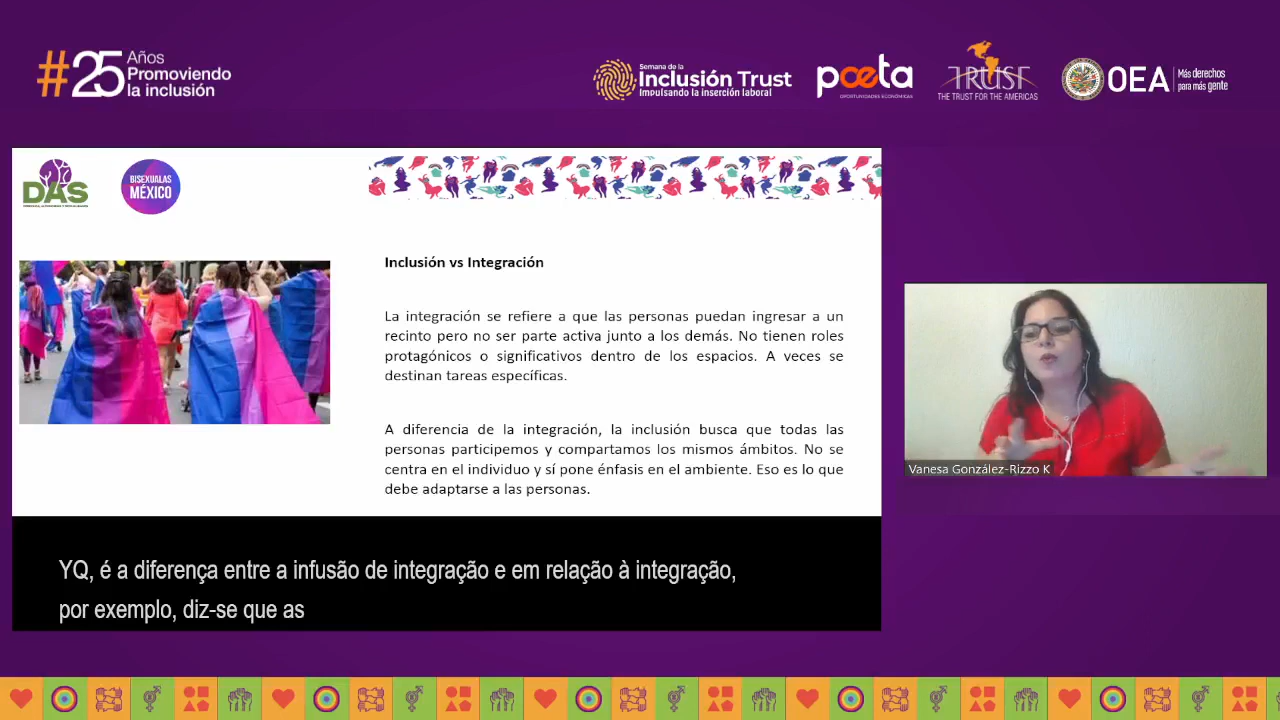 #25 Años
Promoviendo
la inclusión
Semana de la
Inclusión Trust
Impulsando la inserción laboral
poeta
OPORTUNIDADES ECONÓMICAS
TRUST
THE TRUST FOR THE AMERICAS
OEA
Más derechos
para más gente
DAS
BISEXUALAS
MÉXICO
Inclusión vs Integración
La integración se refiere a que las personas puedan ingresar a un
recinto pero no ser parte activa junto a los demás. No tienen roles
protagónicos o significativos dentro de los espacios. A veces se
destinan tareas específicas.
A diferencia de la integración, la inclusión busca que todas las
personas participemos y compartamos los mismos ámbitos. No se
centra en el individuo y sí pone énfasis en el ambiente. Eso es lo que
debe adaptarse a las personas.
Vanesa González-Rizzo K
YQ, é a diferença entre a infusão de integração e em relação à integração,
por exemplo, diz-se que as